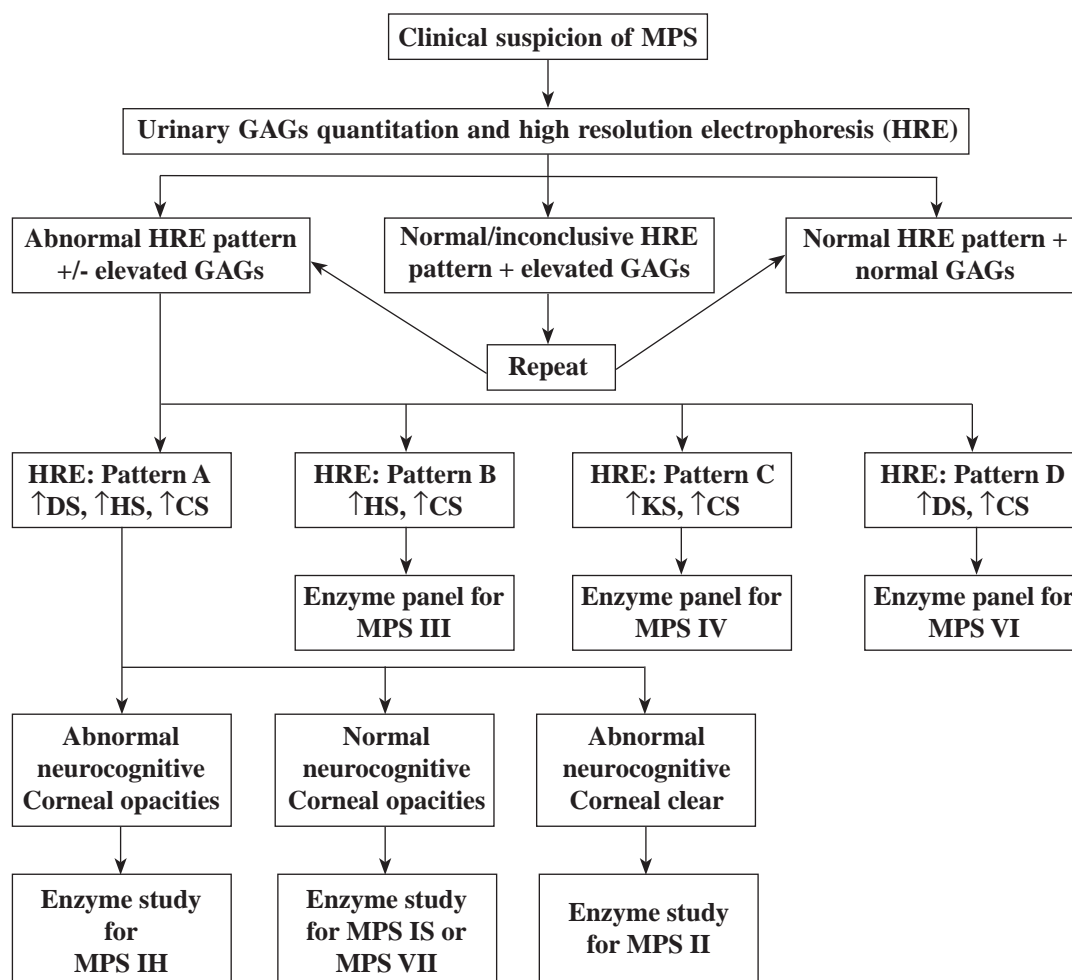 Clinical suspicion of MPS
Urinary GAGs quantitation and high resolution electrophoresis (HRE)
Abnormal HRE pattern
+/- elevated GAGs
Normal/inconclusive HRE
pattern + elevated GAGs
Normal HRE pattern +
normal GAGs
Repeat
HRE: Pattern A
↑DS, ↑HS, ↑CS
HRE: Pattern B
↑HS, ↑CS
HRE: Pattern C
↑KS, ↑CS
HRE: Pattern D
↑DS, ↑CS
Enzyme panel for
MPS III
Enzyme panel for
MPS IV
Enzyme panel for
MPS VI
Abnormal
neurocognitive
Corneal opacities
Normal
neurocognitive
Corneal opacities
Abnormal
neurocognitive
Corneal clear
Enzyme study
for
MPS IH
Enzyme study
for MPS IS or
MPS VII
Enzyme study
for MPS II